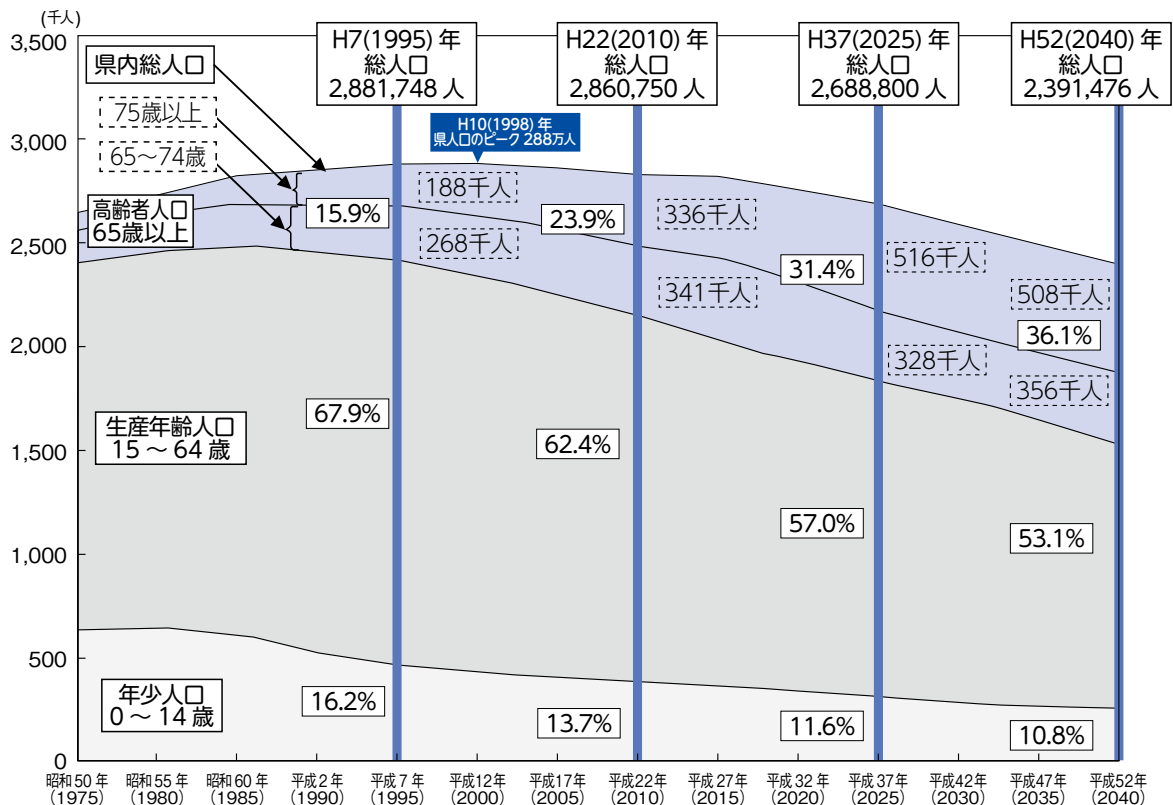 (千人)
3,500
3,000
2,500
2,000
1,500
1,000
500
0
H7(1995) 年
総人口
2,881,748 人
H22(2010) 年
総人口
2,860,750 人
H37(2025) 年
総人口
2,688,800 人
H52(2040) 年
総人口
2,391,476 人
県内総人口
75歳以上
65～74歳
高齢者人口
65歳以上
H10(1998) 年
県人口のピーク 288万人
188千人
15.9%
268千人
23.9%
336千人
341千人
31.4%
516千人
328千人
508千人
36.1%
356千人
生産年齢人口
15 ～ 64 歳
67.9%
62.4%
57.0%
53.1%
年少人口
0 ～ 14 歳
16.2%
13.7%
11.6%
10.8%
昭和50 年
(1975)
昭和55年
(1980)
昭和60 年
(1985)
平成2年
(1990)
平成7年
(1995)
平成12年
(2000)
平成17年
(2005)
平成22年
(2010)
平成27年
(2015)
平成32年
(2020)
平成37年
(2025)
平成42年
(2030)
平成47年
(2035)
平成52年
(2040)